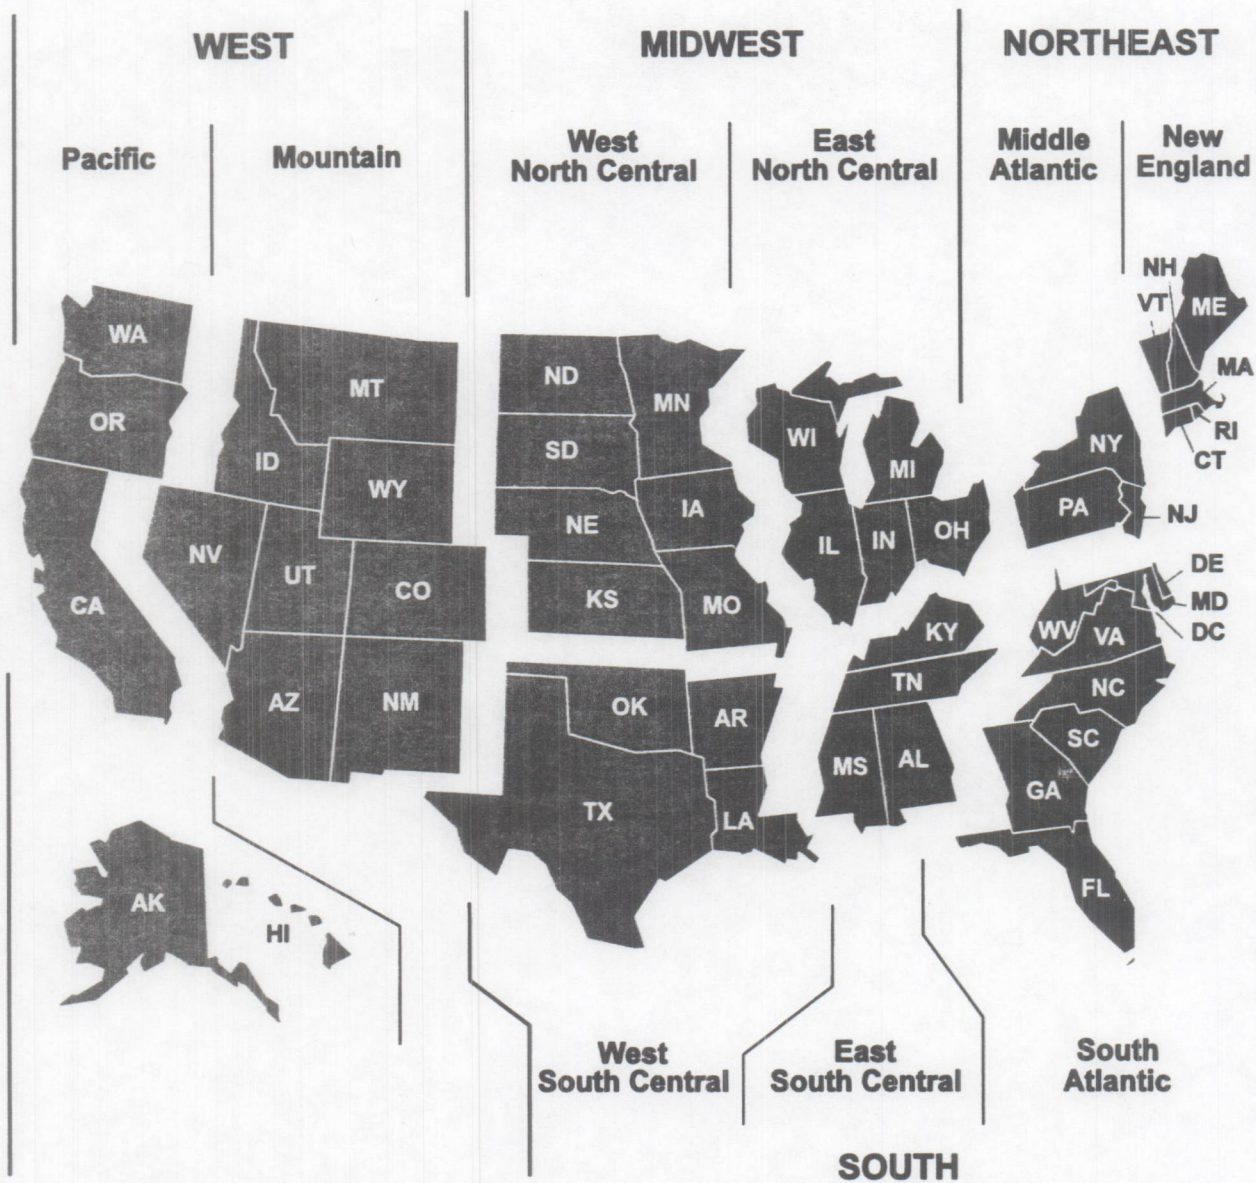 WEST
MIDWEST
NORTHEAST
Pacific
Mountain
West
North Central
East
North Central
Middle
Atlantic
New
England
WA
OR
CA
NV
ID
MT
WY
UT
CO
AZ
NM
AK
HI
ND
SD
NE
KS
MN
IA
MO
WI
MI
IL
IN
OH
NY
PA
NJ
NH
VT
ME
MA
RI
CT
DE
MD
DC
WV
VA
NC
SC
GA
FL
KY
TN
MS
AL
OK
AR
TX
LA
West
South Central
East
South Central
South
Atlantic
SOUTH